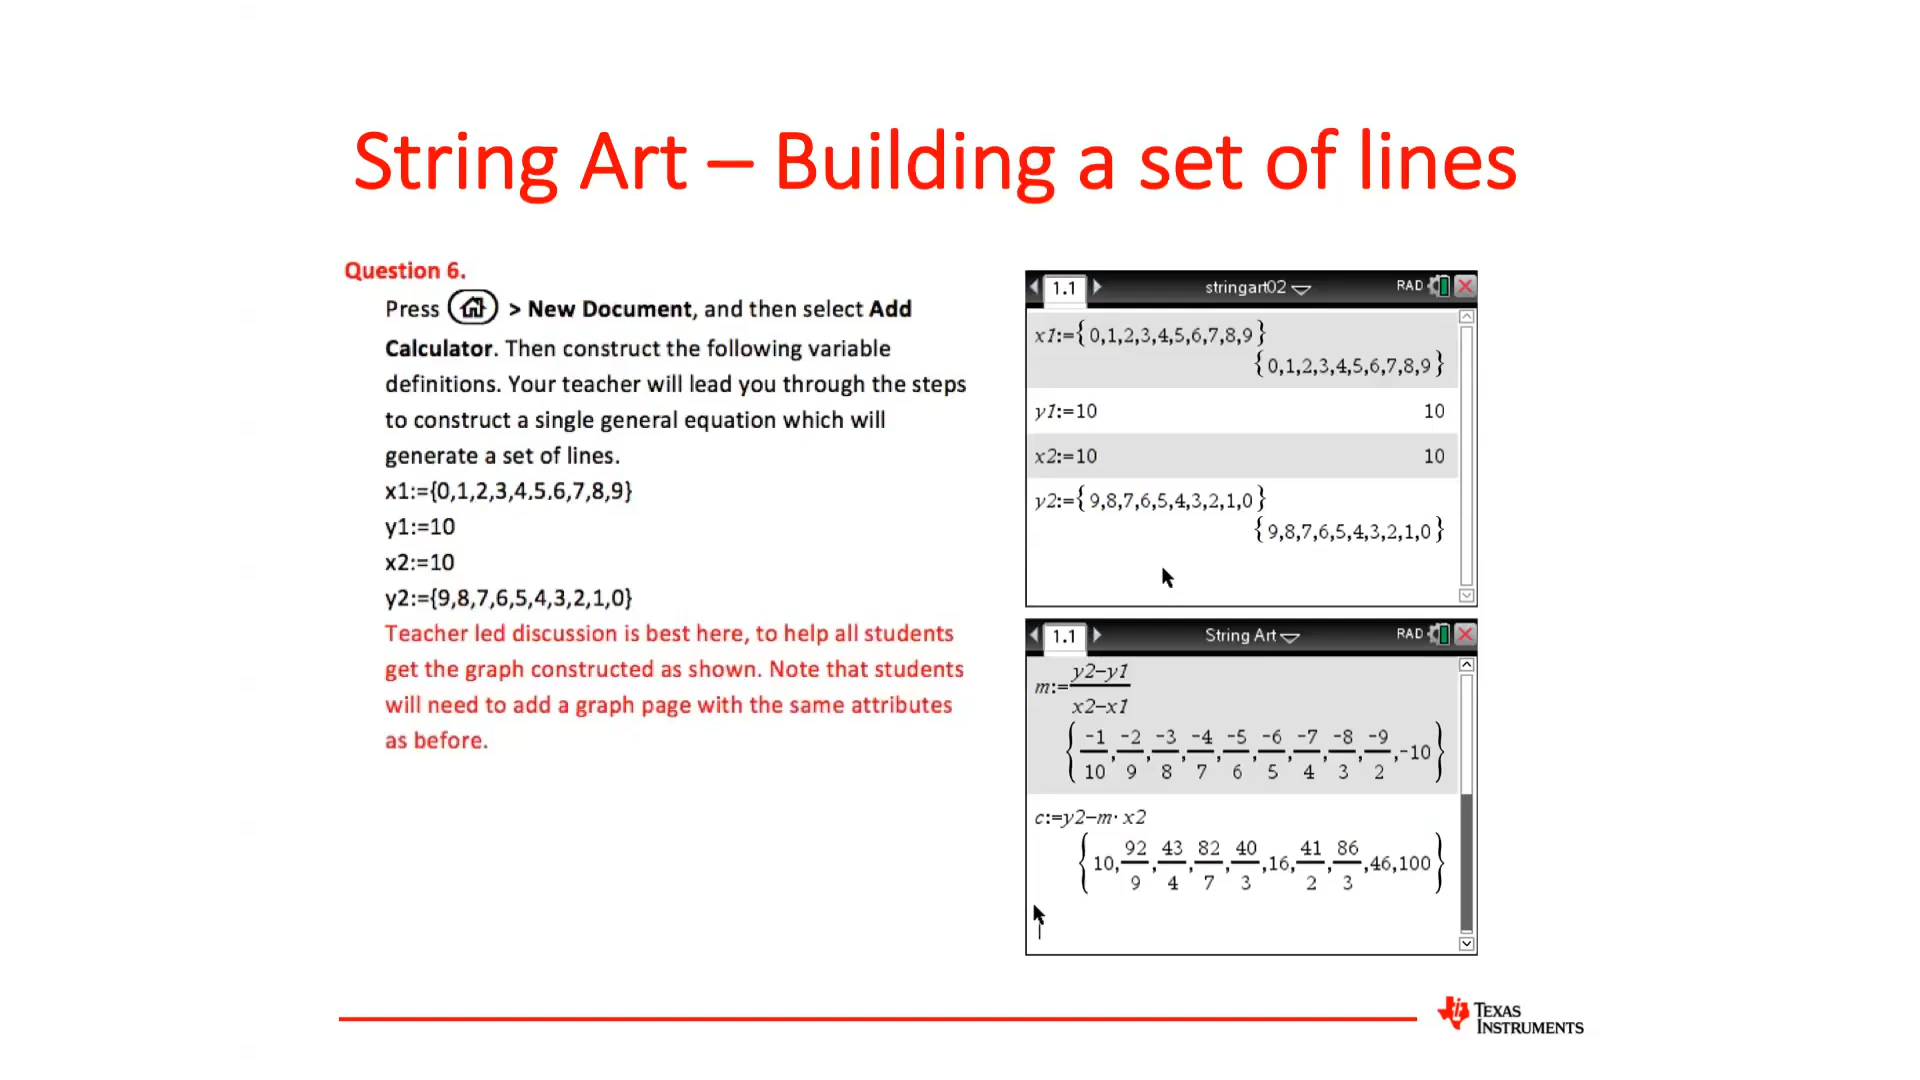 String Art – Building a set of lines
Question 6.
Press > New Document, and then select Add
Calculator. Then construct the following variable
definitions. Your teacher will lead you through the steps
to construct a single general equation which will
generate a set of lines.
x1:={0,1,2,3,4,5,6,7,8,9}
y1:=10
x2:=10
y2:={9,8,7,6,5,4,3,2,1,0}
Teacher led discussion is best here, to help all students
get the graph constructed as shown. Note that students
will need to add a graph page with the same attributes
as before.
1.1 stringart02 RAD
x1:={0,1,2,3,4,5,6,7,8,9}
{0,1,2,3,4,5,6,7,8,9}
y1:=10 10
x2:=10 10
y2:={9,8,7,6,5,4,3,2,1,0}
{9,8,7,6,5,4,3,2,1,0}
1.1 String Art RAD
m:=(y2-y1)/(x2-x1)
{-1/10,-2/9,-3/8,-4/7,-5/6,-6/5,-7/4,-8/3,-9/2,-10}
c:=y2-m·x2
{10,92/9,43/4,82/7,40/3,16,41/2,86/3,46,100}
TEXAS
INSTRUMENTS